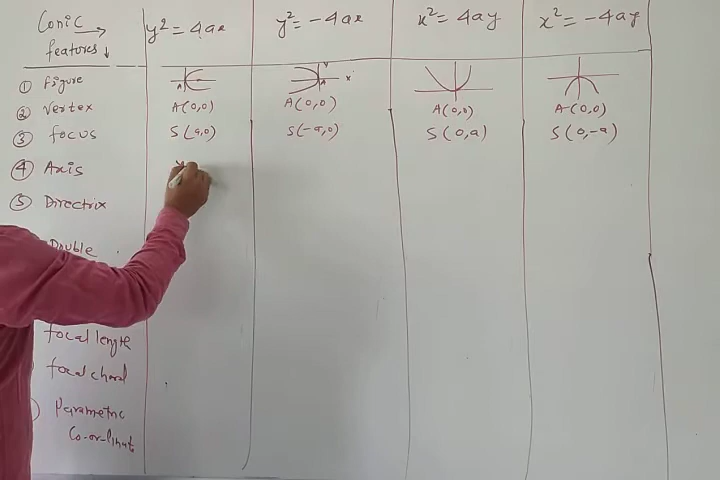 Conic → y² = 4ax y² = -4ax x² = 4ay x² = -4ay
features ↓
① Figure A A x
② Vertex A(0,0) A(0,0) A(0,0) A(0,0)
③ focus S(a,0) S(-a,0) S(0,a) S(0,-a)
④ Axis
⑤ Directrix
Double
focal length
focal chord
Parametric
Co-or-dinat